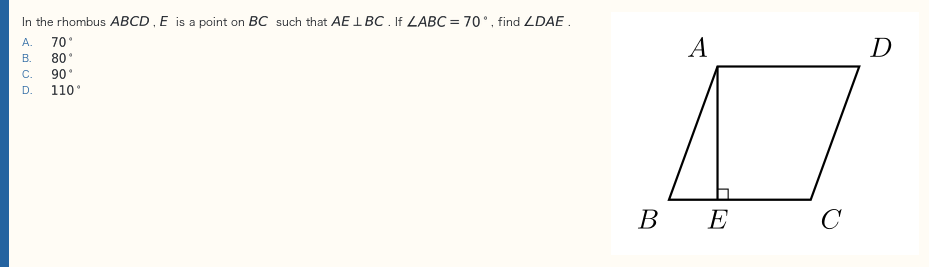 In the rhombus ABCD , E is a point on BC such that AE ⊥ BC . If ∠ABC = 70° , find ∠DAE .
A. 70°
B. 80°
C. 90°
D. 110°
A D
B E C